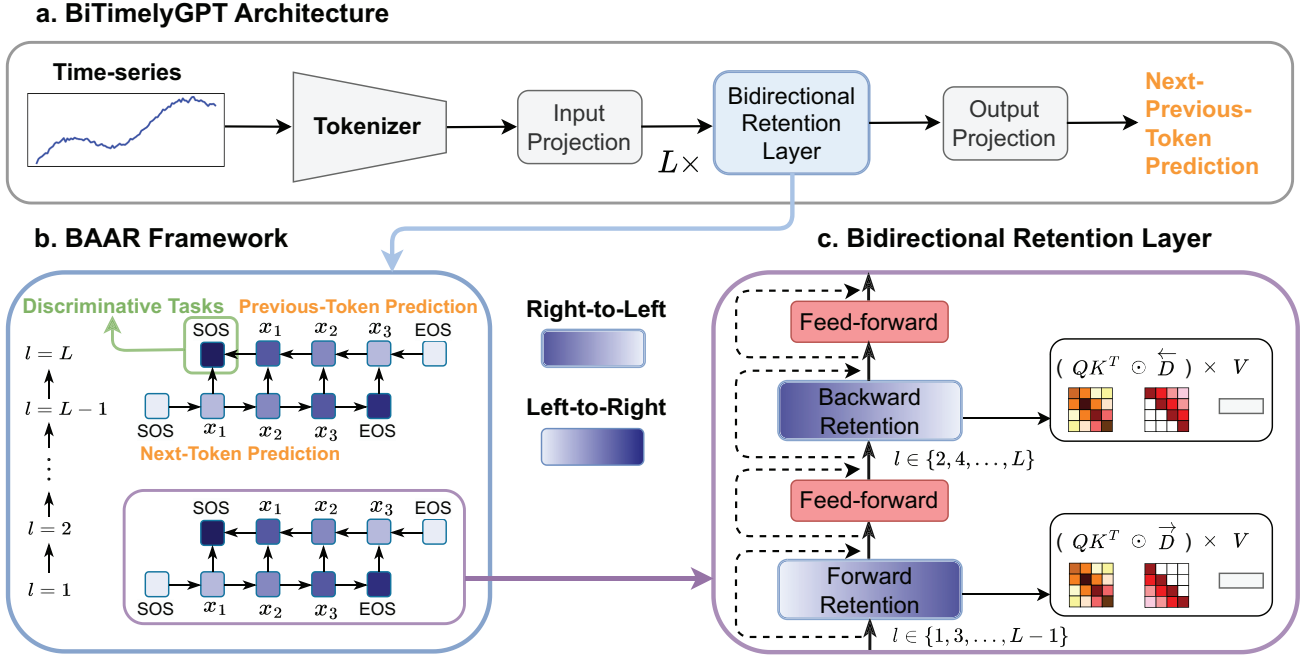 a. BiTimelyGPT Architecture
Time-series
Tokenizer
Input
Projection
L×
Bidirectional
Retention
Layer
Output
Projection
Next-
Previous-
Token
Prediction
b. BAAR Framework
Discriminative Tasks
Previous-Token Prediction
SOS x₁ x₂ x₃ EOS
l = L
l = L − 1
SOS x₁ x₂ x₃ EOS
Next-Token Prediction
SOS x₁ x₂ x₃ EOS
l = 2
l = 1
SOS x₁ x₂ x₃ EOS
Right-to-Left
Left-to-Right
c. Bidirectional Retention Layer
Feed-forward
Backward
Retention
l ∈ {2, 4, . . . , L}
( QKᵀ ⊙ D⃖ ) × V
Feed-forward
Forward
Retention
l ∈ {1, 3, . . . , L − 1}
( QKᵀ ⊙ D⃗ ) × V